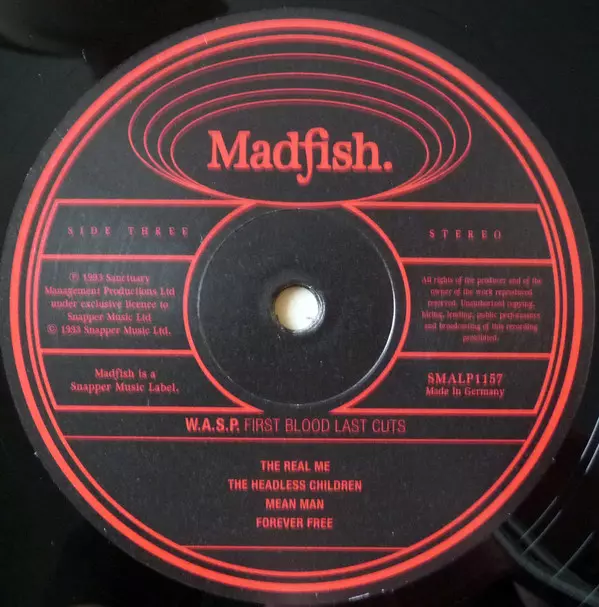 Madfish.
SIDE THREE
STEREO
℗ 1993 Sanctuary
Management Productions Ltd
under exclusive licence to
Snapper Music Ltd
© 1993 Snapper Music Ltd.
All rights of the producer and of the
owner of the work reproduced
reserved. Unauthorised copying,
hiring, lending, public performance
and broadcasting of this recording
prohibited.
Madfish is a
Snapper Music Label.
SMALP1157
Made In Germany
W.A.S.P. FIRST BLOOD LAST CUTS
THE REAL ME
THE HEADLESS CHILDREN
MEAN MAN
FOREVER FREE